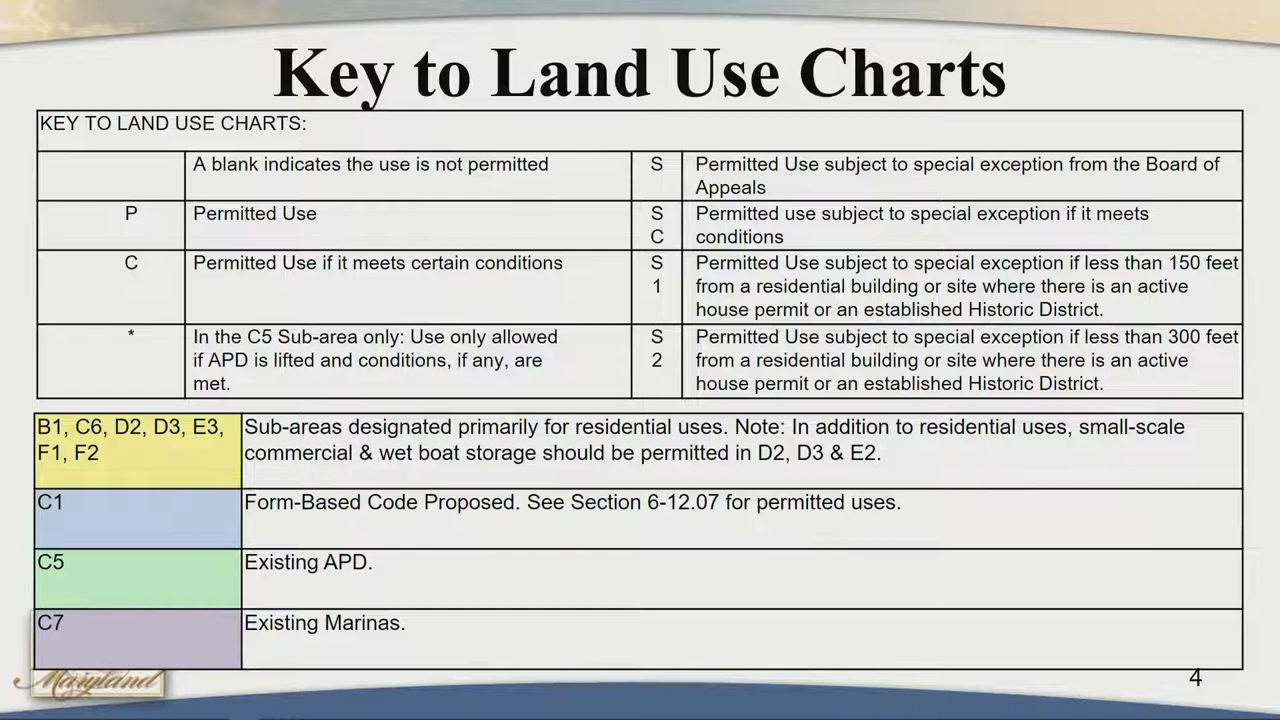 Key to Land Use Charts
KEY TO LAND USE CHARTS:
A blank indicates the use is not permitted
S
Permitted Use subject to special exception from the Board of
Appeals
P
Permitted Use
S
C
Permitted use subject to special exception if it meets
conditions
C
Permitted Use if it meets certain conditions
S
1
Permitted Use subject to special exception if less than 150 feet
from a residential building or site where there is an active
house permit or an established Historic District.
*
In the C5 Sub-area only: Use only allowed
if APD is lifted and conditions, if any, are
met.
S
2
Permitted Use subject to special exception if less than 300 feet
from a residential building or site where there is an active
house permit or an established Historic District.
B1, C6, D2, D3, E3,
F1, F2
Sub-areas designated primarily for residential uses. Note: In addition to residential uses, small-scale
commercial & wet boat storage should be permitted in D2, D3 & E2.
C1
Form-Based Code Proposed. See Section 6-12.07 for permitted uses.
C5
Existing APD.
C7
Existing Marinas.
Maryland
4